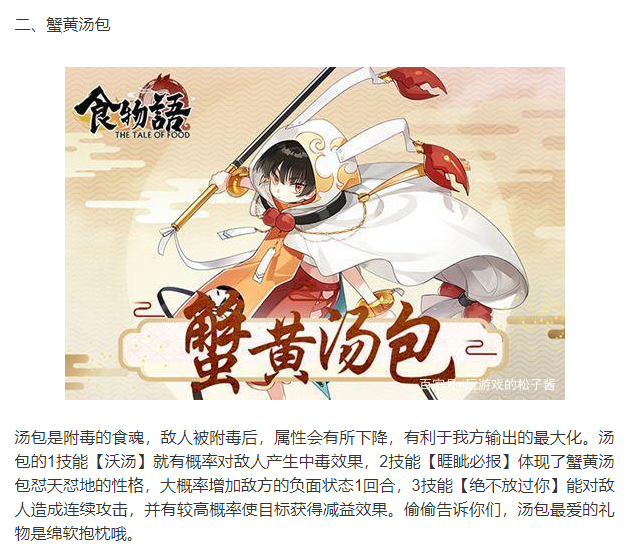 二、蟹黄汤包
食物語
THE TALE OF FOOD
蟹黄汤包
百家号/玩游戏的松子酱
汤包是附毒的食魂，敌人被附毒后，属性会有所下降，有利于我方输出的最大化。汤
包的1技能【沃汤】就有概率对敌人产生中毒效果，2技能【睚眦必报】体现了蟹黄汤
包怼天怼地的性格，大概率增加敌方的负面状态1回合，3技能【绝不放过你】能对敌
人造成连续攻击，并有较高概率使目标获得减益效果。偷偷告诉你们，汤包最爱的礼
物是绵软抱枕哦。